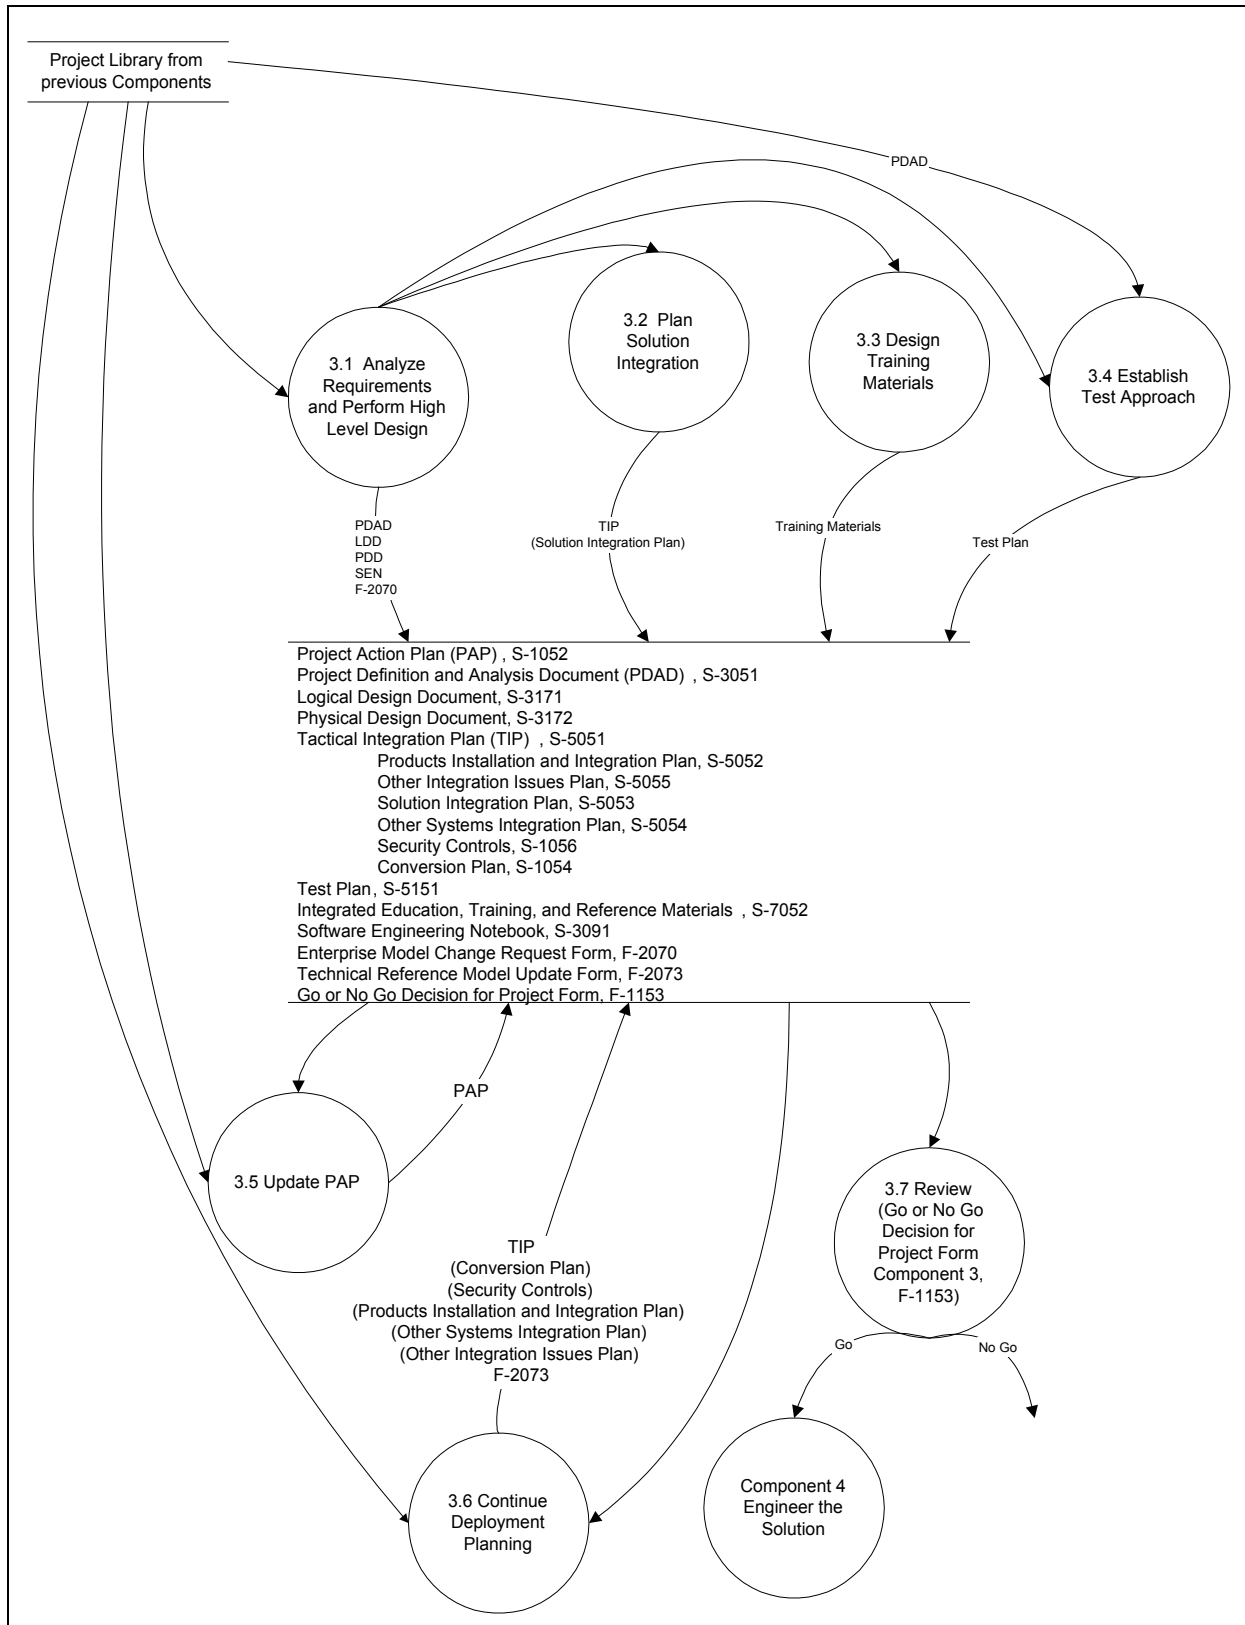 Project Library from
previous Components
PDAD
3.1  Analyze
Requirements
and Perform High
Level Design
3.2  Plan
Solution
Integration
3.3 Design
Training
Materials
3.4 Establish
Test Approach
PDAD
LDD
PDD
SEN
F-2070
TIP
(Solution Integration Plan)
Training Materials
Test Plan
Project Action Plan (PAP) , S-1052
Project Definition and Analysis Document (PDAD) , S-3051
Logical Design Document, S-3171
Physical Design Document, S-3172
Tactical Integration Plan (TIP) , S-5051
Products Installation and Integration Plan, S-5052
Other Integration Issues Plan, S-5055
Solution Integration Plan, S-5053
Other Systems Integration Plan, S-5054
Security Controls, S-1056
Conversion Plan, S-1054
Test Plan, S-5151
Integrated Education, Training, and Reference Materials , S-7052
Software Engineering Notebook, S-3091
Enterprise Model Change Request Form, F-2070
Technical Reference Model Update Form, F-2073
Go or No Go Decision for Project Form, F-1153
PAP
3.5 Update PAP
TIP
(Conversion Plan)
(Security Controls)
(Products Installation and Integration Plan)
(Other Systems Integration Plan)
(Other Integration Issues Plan)
F-2073
3.7 Review
(Go or No Go
Decision for
Project Form
Component 3,
F-1153)
Go
No Go
3.6 Continue
Deployment
Planning
Component 4
Engineer the
Solution